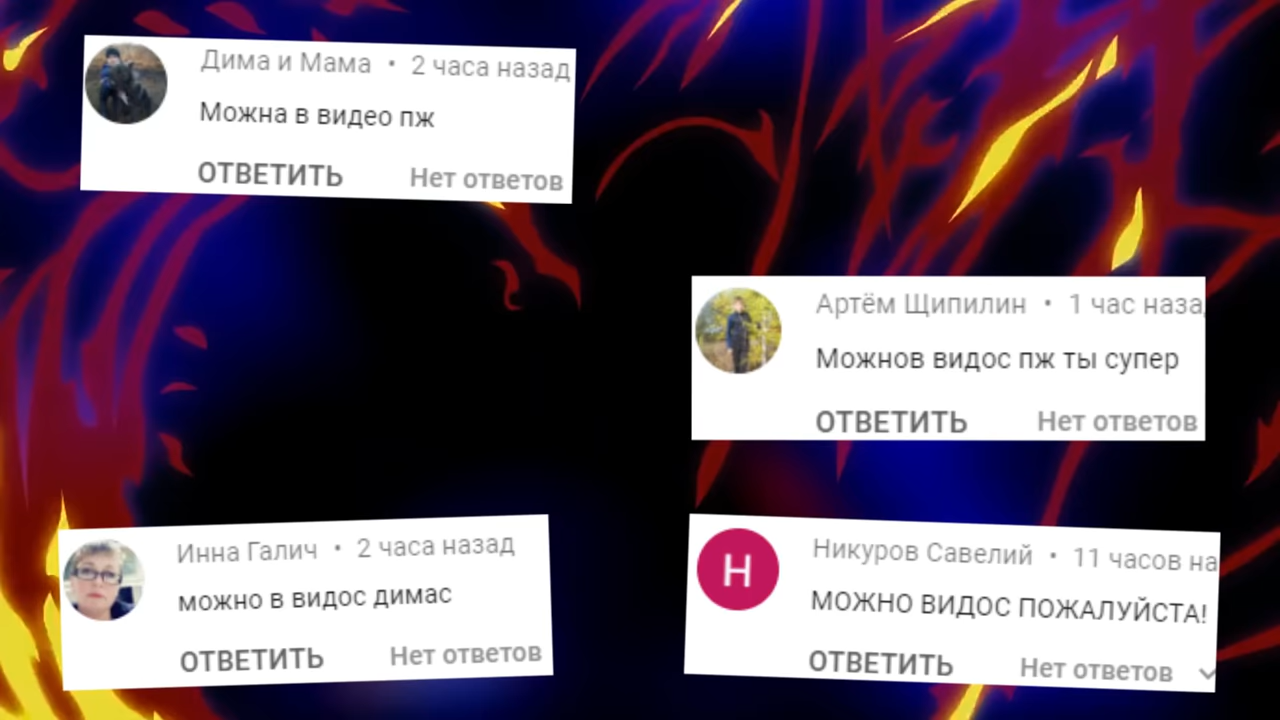 Дима и Мама • 2 часа назад
Можна в видео пж
ОТВЕТИТЬ Нет ответов
Артём Щипилин • 1 час наза
Можнов видос пж ты супер
ОТВЕТИТЬ Нет ответов
Инна Галич • 2 часа назад
можно в видос димас
ОТВЕТИТЬ Нет ответов
Н
Никуров Савелий • 11 часов на
МОЖНО ВИДОС ПОЖАЛУЙСТА!
ОТВЕТИТЬ Нет ответов